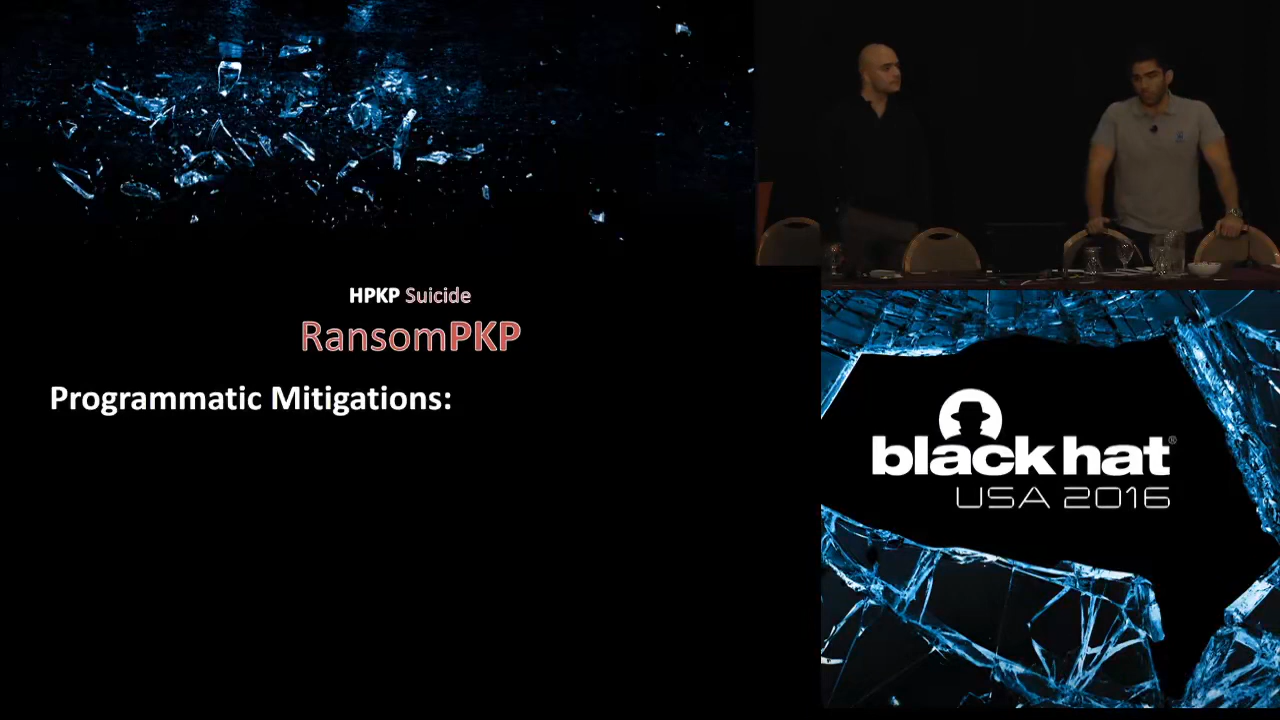 HPKP Suicide
RansomPKP
Programmatic Mitigations:
black hat®
USA 2016